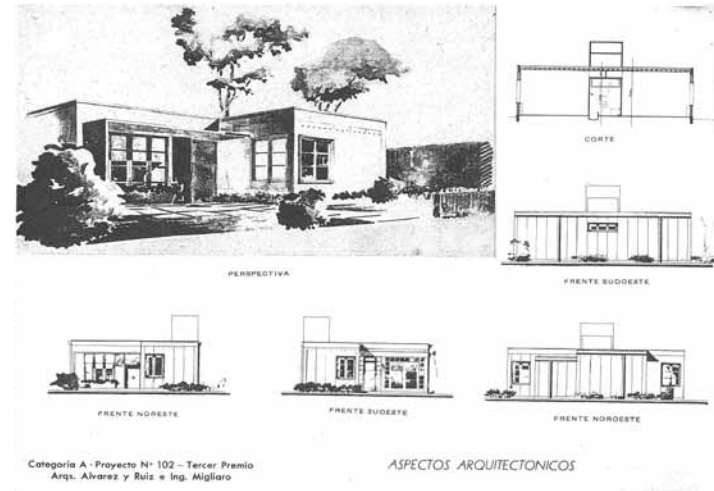 CORTE
PERSPECTIVA
FRENTE SUDOESTE
FRENTE NORESTE
FRENTE SUDESTE
FRENTE NOROESTE
Categoría A - Proyecto Nº 102 - Tercer Premio
Arqs. Alvarez y Ruiz e Ing. Migliaro
ASPECTOS ARQUITECTONICOS